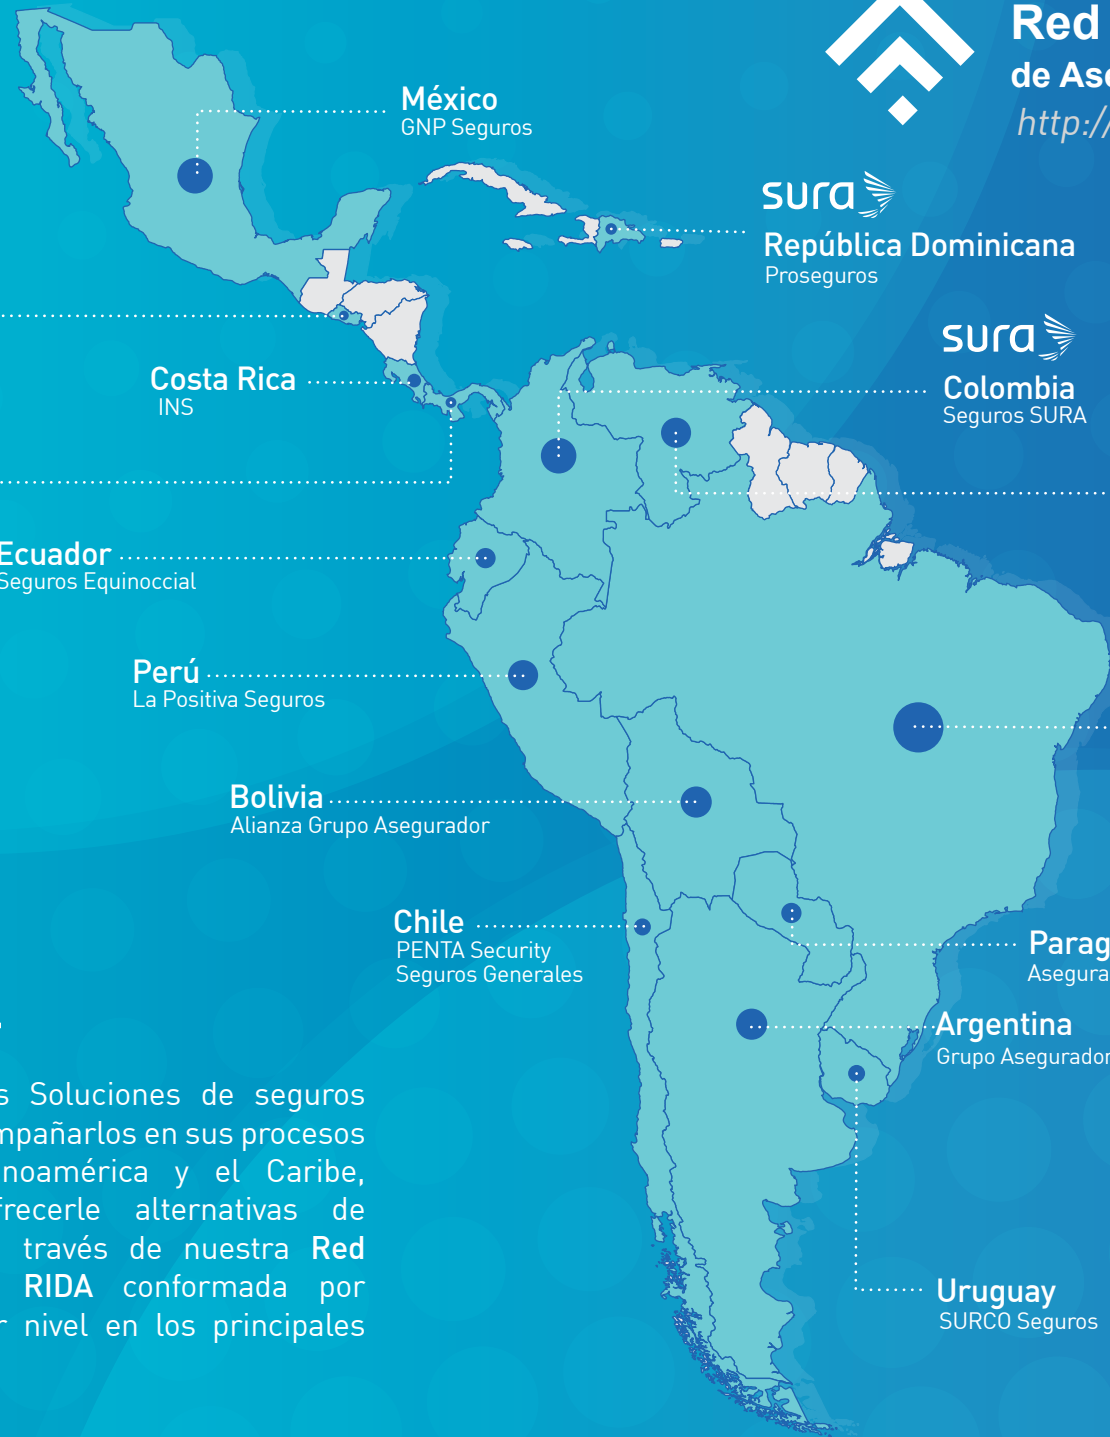 Red
de Ase
http://
México
GNP Seguros
sura
República Dominicana
Proseguros
sura
Colombia
Seguros SURA
Costa Rica
INS
Ecuador
Seguros Equinoccial
Perú
La Positiva Seguros
Bolivia
Alianza Grupo Asegurador
Chile
PENTA Security
Seguros Generales
Parag
Asegura
Argentina
Grupo Asegurador
Uruguay
SURCO Seguros
s Soluciones de seguros
mpañarlos en sus procesos
noamérica y el Caribe,
frecerle alternativas de
través de nuestra Red
RIDA conformada por
r nivel en los principales